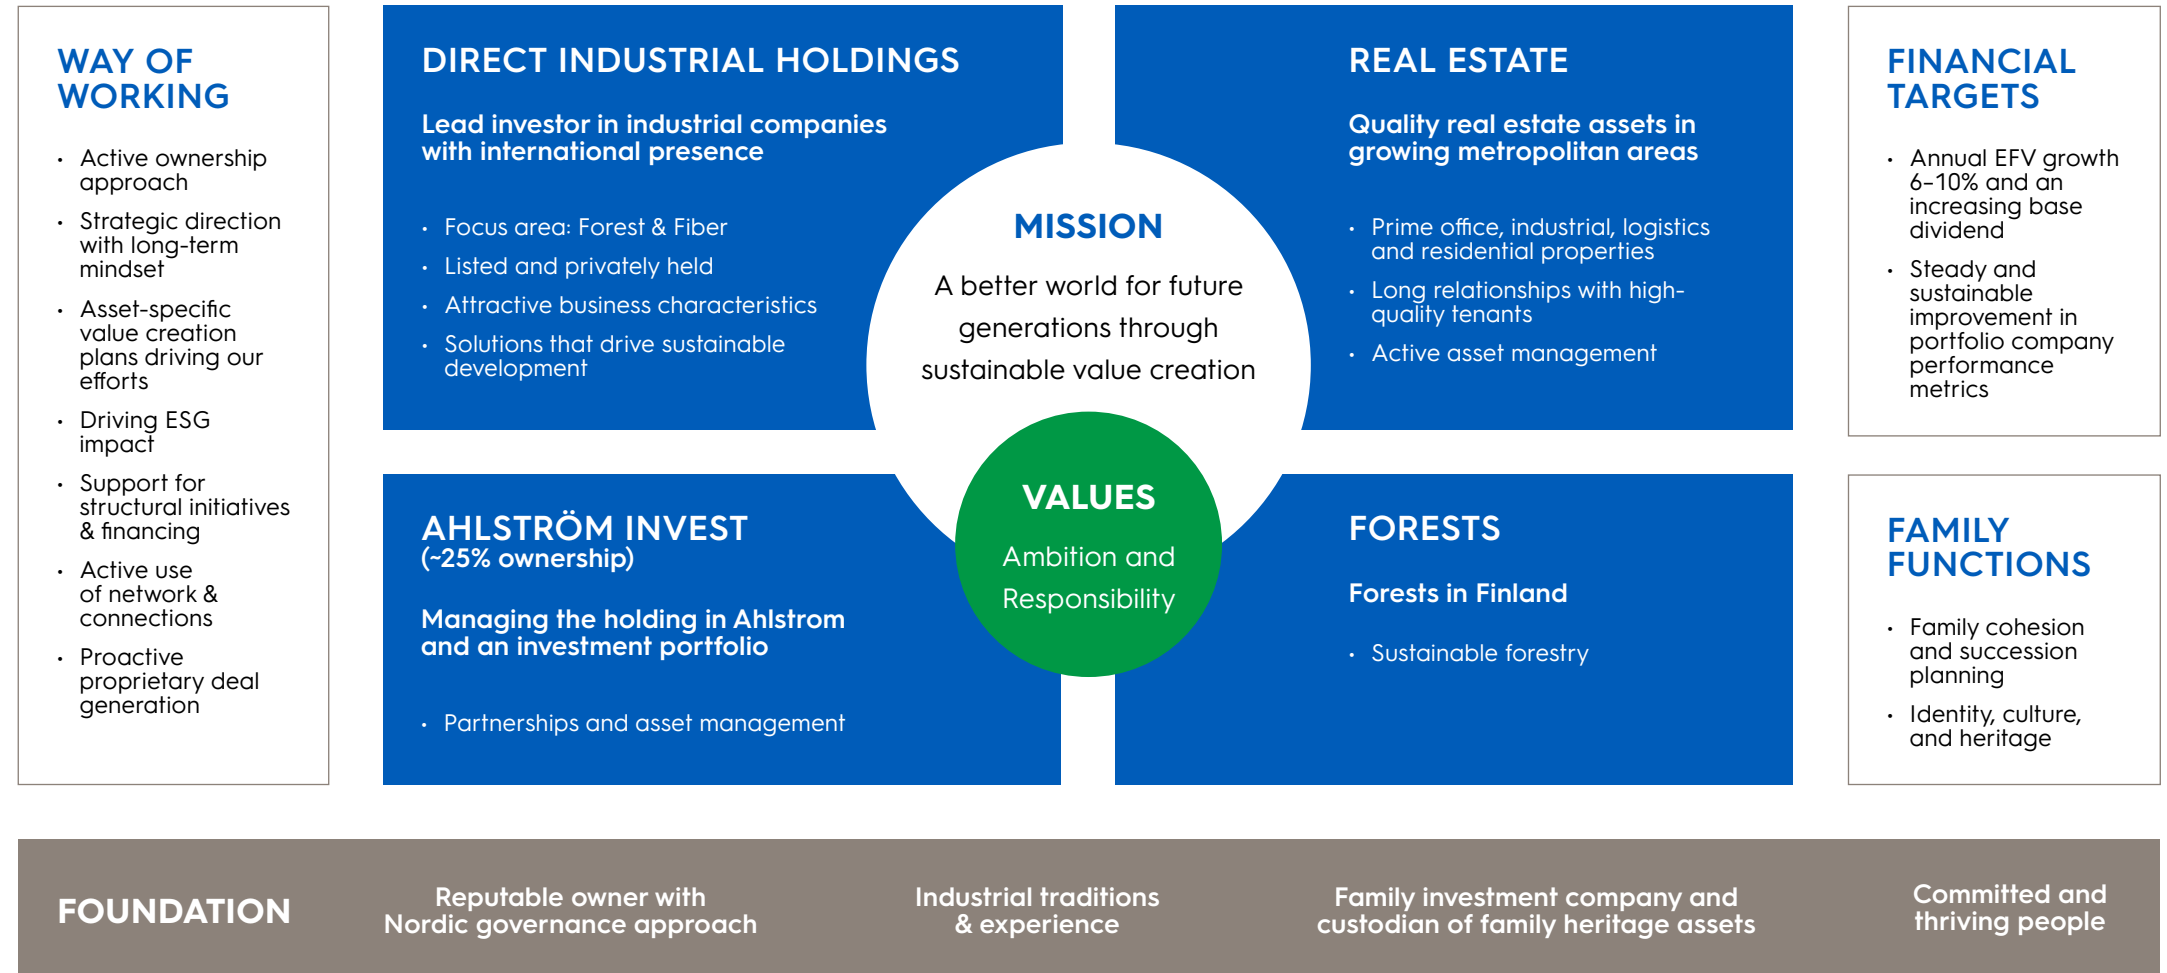 WAY OF
WORKING
• Active ownership
approach
• Strategic direction
with long-term
mindset
• Asset-specific
value creation
plans driving our
efforts
• Driving ESG
impact
• Support for
structural initiatives
& financing
• Active use
of network &
connections
• Proactive
proprietary deal
generation
DIRECT INDUSTRIAL HOLDINGS
Lead investor in industrial companies
with international presence
• Focus area: Forest & Fiber
• Listed and privately held
• Attractive business characteristics
• Solutions that drive sustainable
development
REAL ESTATE
Quality real estate assets in
growing metropolitan areas
• Prime office, industrial, logistics
and residential properties
• Long relationships with high-
quality tenants
• Active asset management
MISSION
A better world for future
generations through
sustainable value creation
VALUES
Ambition and
Responsibility
AHLSTRÖM INVEST
(~25% ownership)
Managing the holding in Ahlstrom
and an investment portfolio
• Partnerships and asset management
FORESTS
Forests in Finland
• Sustainable forestry
FINANCIAL
TARGETS
• Annual EFV growth
6–10% and an
increasing base
dividend
• Steady and
sustainable
improvement in
portfolio company
performance
metrics
FAMILY
FUNCTIONS
• Family cohesion
and succession
planning
• Identity, culture,
and heritage
FOUNDATION
Reputable owner with
Nordic governance approach
Industrial traditions
& experience
Family investment company and
custodian of family heritage assets
Committed and
thriving people